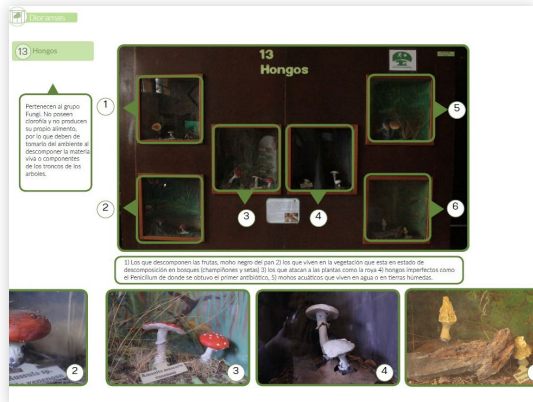 Dioramas
13 Hongos
Pertenecen al grupo
Fungi. No poseen
clorofila y no producen
su propio alimento,
por lo que deben de
tomarlo del ambiente al
descomponer la materia
viva o componentes
de los troncos de los
arboles.
13
Hongos
1
2
3
4
5
6
1) Los que descomponen las frutas, moho negro del pan 2) los que viven en la vegetación que esta en estado de
descomposición en bosques (champiñones y setas) 3) los que atacan a las plantas como la roya 4) hongos imperfectos como
el Penicilium de donde se obtuvo el primer antibiótico, 5) mohos acuáticos que viven en agua o en tierras húmedas.
2
3
4